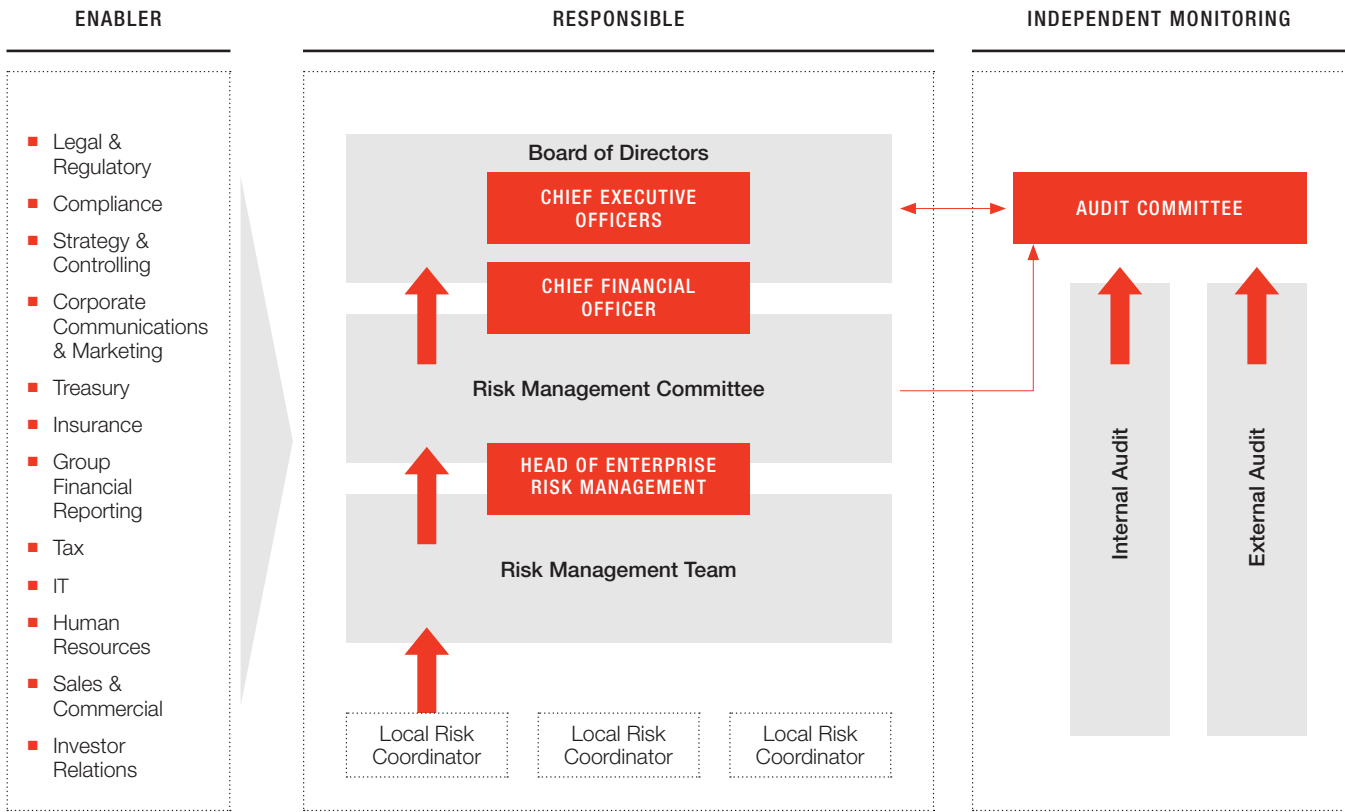 ENABLER
RESPONSIBLE
INDEPENDENT MONITORING
Legal &
Regulatory
Compliance
Strategy &
Controlling
Corporate
Communications
& Marketing
Treasury
Insurance
Group
Financial
Reporting
Tax
IT
Human
Resources
Sales &
Commercial
Investor
Relations
Board of Directors
CHIEF EXECUTIVE
OFFICERS
CHIEF FINANCIAL
OFFICER
Risk Management Committee
HEAD OF ENTERPRISE
RISK MANAGEMENT
Risk Management Team
Local Risk
Coordinator
Local Risk
Coordinator
Local Risk
Coordinator
AUDIT COMMITTEE
Internal Audit
External Audit